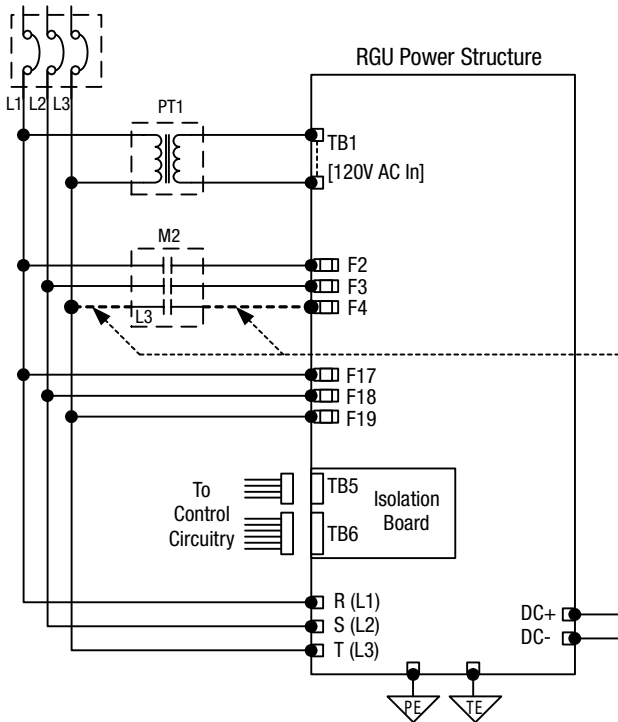 RGU Power Structure
L1 L2 L3
PT1
TB1
[120V AC In]
M2
F2
F3
L3
F4
F17
F18
F19
To
Control
Circuitry
TB5
TB6
Isolation
Board
R (L1)
S (L2)
T (L3)
DC+
DC-
PE
TE